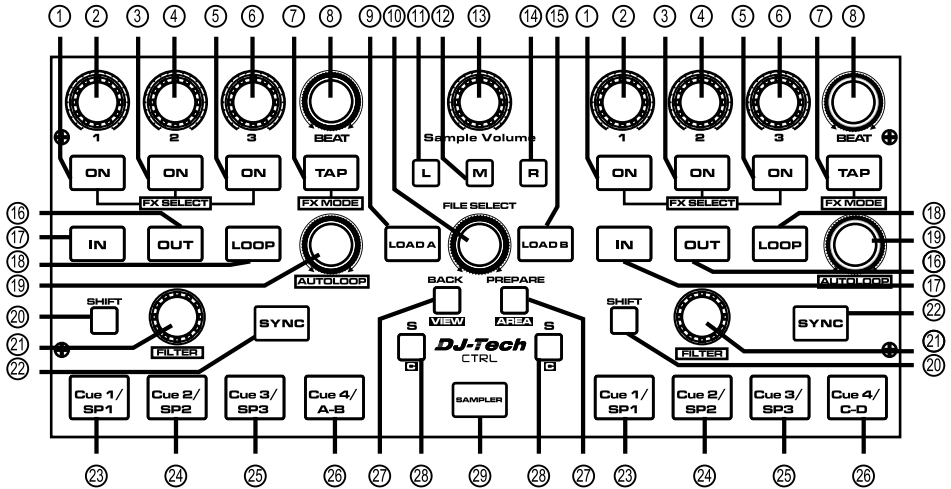 ① ② ③ ④ ⑤ ⑥ ⑦ ⑧ ⑨ ⑩ ⑪ ⑫ ⑬ ⑭ ⑮ ① ② ③ ④ ⑤ ⑥ ⑦ ⑧
1 2 3 BEAT Sample Volume 1 2 3 BEAT
L M R
ON ON ON TAP ON ON ON TAP
FX SELECT FX MODE FX SELECT FX MODE
FILE SELECT
⑯ ⑱
⑰ IN OUT LOOP LOAD A LOAD B IN OUT LOOP ⑲
⑱ ⑯
⑲ AUTOLOOP BACK PREPARE AUTOLOOP ⑰
SHIFT SHIFT
⑳ SYNC VIEW AREA SYNC ㉒
㉑ FILTER S DJ-Tech S FILTER ㉑
㉒ C CTRL C ⑳
Cue 1/ Cue 2/ Cue 3/ Cue 4/ SAMPLER Cue 1/ Cue 2/ Cue 3/ Cue 4/
SP1 SP2 SP3 A-B SP1 SP2 SP3 C-D
㉓ ㉔ ㉕ ㉖ ㉗ ㉘ ㉙ ㉘ ㉗ ㉓ ㉔ ㉕ ㉖